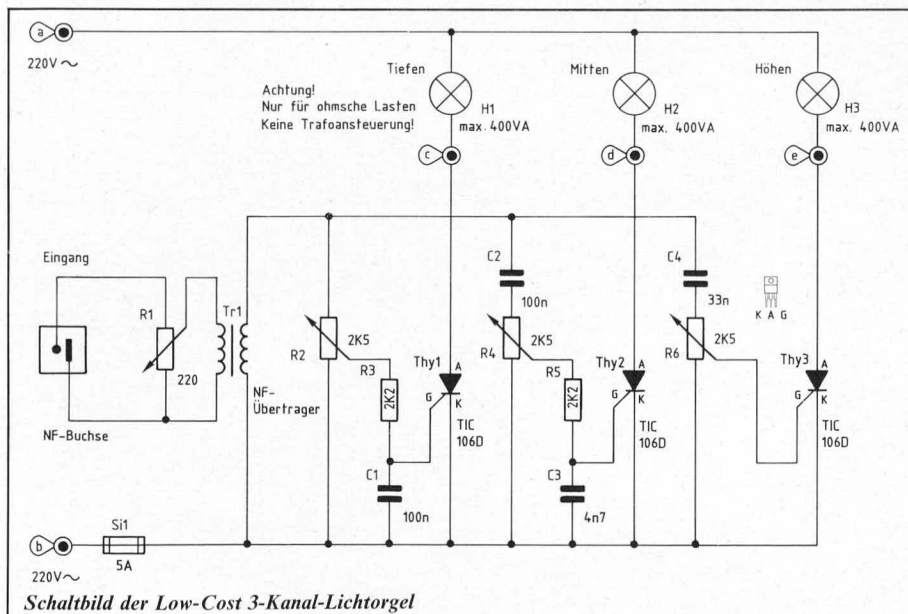 a
220V ~
Tiefen
Mitten
Höhen
Achtung!
Nur für ohmsche Lasten
Keine Trafoansteuerung!
H1
max. 400VA
H2
max. 400VA
H3
max. 400VA
c
d
e
Eingang
R1
220
NF-Buchse
Tr1
NF-
Übertrager
R2
2K5
R3
2K2
C1
100n
Thy1
A
G
K
TIC
106D
C2
100n
R4
2K5
R5
2K2
C3
4n7
Thy2
A
G
K
TIC
106D
C4
33n
R6
2K5
K A G
Thy3
A
G
K
TIC
106D
b
220V~
Si1
5A
Schaltbild der Low-Cost 3-Kanal-Lichtorgel